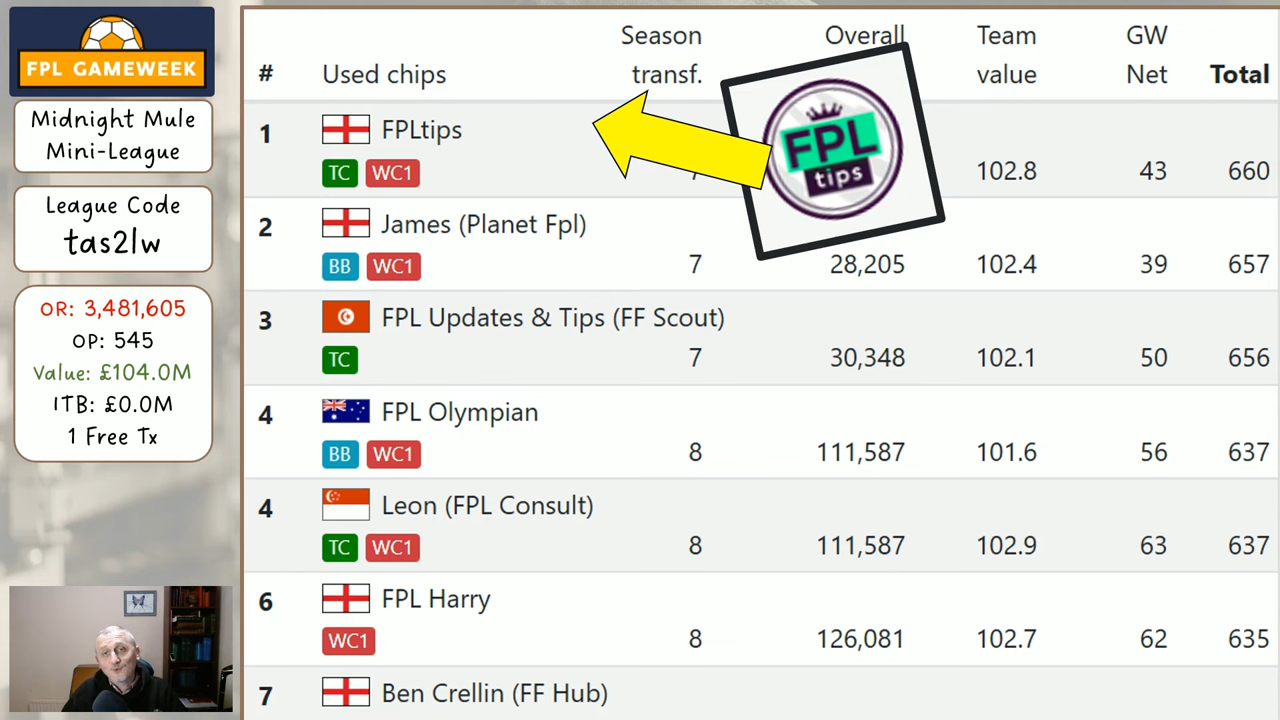 FPL GAMEWEEK
Midnight Mule
Mini-League
League Code
tas2lw
OR: 3,481,605
OP: 545
Value: £104.0M
ITB: £0.0M
1 Free Tx
# Used chips Season transf. Overall Team value GW Net Total
1 FPLtips
TC WC1 102.8 43 660
FPL
tips
2 James (Planet Fpl)
BB WC1 7 28,205 102.4 39 657
3 FPL Updates & Tips (FF Scout)
TC 7 30,348 102.1 50 656
4 FPL Olympian
BB WC1 8 111,587 101.6 56 637
4 Leon (FPL Consult)
TC WC1 8 111,587 102.9 63 637
6 FPL Harry
WC1 8 126,081 102.7 62 635
7 Ben Crellin (FF Hub)